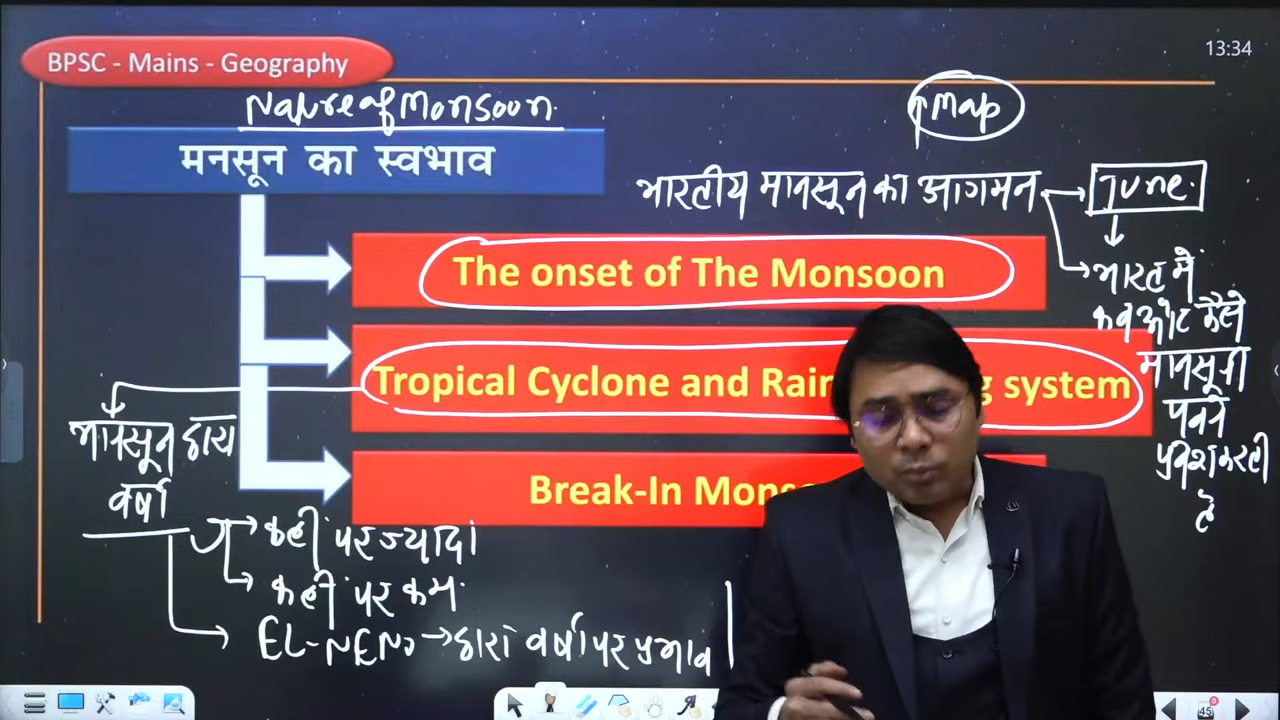 BPSC - Mains - Geography
13:34
Nature of Monsoon
Map
मनसून का स्वभाव
भारतीय मानसून का आगमन
June
The onset of The Monsoon
भारत में
कब और कैसे
मानसूनी
पवनें
प्रवेश करती
है
Tropical Cyclone and Rain system
मानसून द्वारा
वर्षा
Break-In
कहीं पर ज्यादा
कहीं पर कम
EL-NENO द्वारा वर्षा पर प्रभाव
45